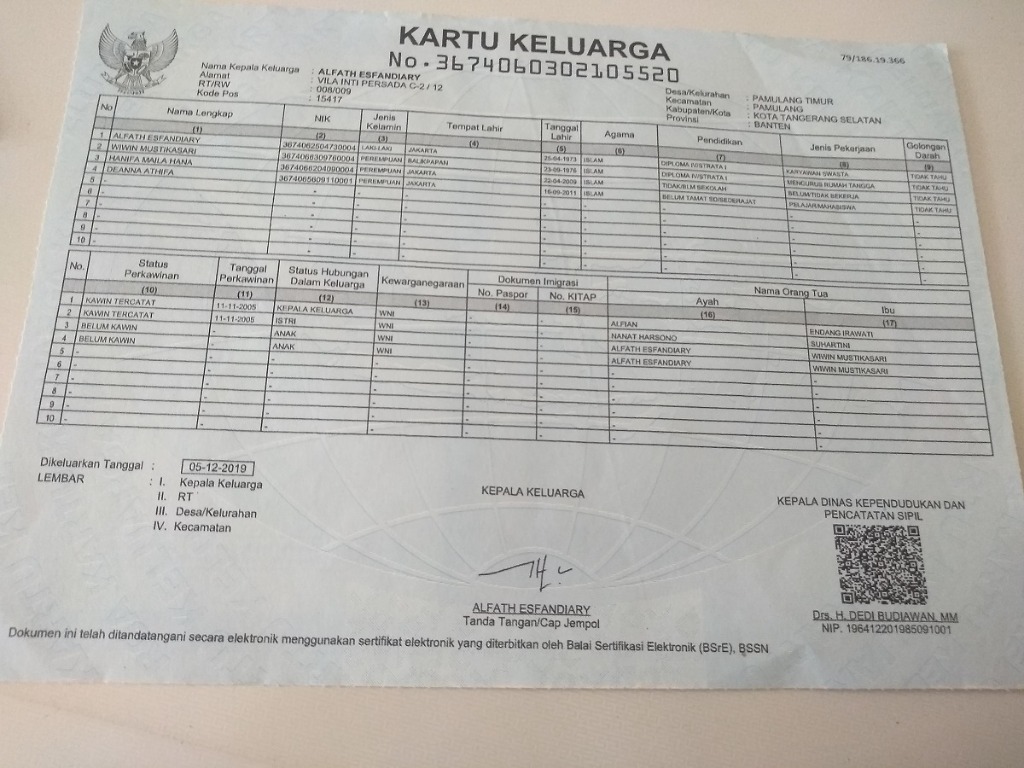 KARTU KELUARGA
No. 3674060302105520
79/186.19.366
Nama Kepala Keluarga : ALFATH ESFANDIARY
Alamat : VILA INTI PERSADA C-2 / 12
RT/RW : 008/009
Kode Pos : 15417
Desa/Kelurahan : PAMULANG TIMUR
Kecamatan : PAMULANG
Kabupaten/Kota : KOTA TANGERANG SELATAN
Provinsi : BANTEN
No Nama Lengkap NIK Jenis Kelamin Tempat Lahir Tanggal Lahir Agama Pendidikan Jenis Pekerjaan Golongan Darah
(1) (2) (3) (4) (5) (6) (7) (8) (9)
1 ALFATH ESFANDIARY 3674062504730004 LAKI-LAKI JAKARTA 25-04-1973 ISLAM DIPLOMA IV/STRATA I KARYAWAN SWASTA TIDAK TAHU
2 WIWIN MUSTIKASARI 3674066309760004 PEREMPUAN BALIKPAPAN 23-09-1976 ISLAM DIPLOMA IV/STRATA I MENGURUS RUMAH TANGGA TIDAK TAHU
3 HANIFA MAILA HANA 3674066204090004 PEREMPUAN JAKARTA 22-04-2009 ISLAM TIDAK/BLM SEKOLAH BELUM/TIDAK BEKERJA TIDAK TAHU
4 DEANNA ATHIFA 3674065609110001 PEREMPUAN JAKARTA 16-09-2011 ISLAM BELUM TAMAT SD/SEDERAJAT PELAJAR/MAHASISWA TIDAK TAHU
5 -
6 -
7 -
8 -
9 -
10 -
No. Status Perkawinan Tanggal Perkawinan Status Hubungan Dalam Keluarga Kewarganegaraan Dokumen Imigrasi Nama Orang Tua
No. Paspor No. KITAP Ayah Ibu
(10) (11) (12) (13) (14) (15) (16) (17)
1 KAWIN TERCATAT 11-11-2005 KEPALA KELUARGA WNI ALFIAN ENDANG IRAWATI
2 KAWIN TERCATAT 11-11-2005 ISTRI WNI NANAT HARSONO SUHARTINI
3 BELUM KAWIN - ANAK WNI ALFATH ESFANDIARY WIWIN MUSTIKASARI
4 BELUM KAWIN - ANAK WNI ALFATH ESFANDIARY WIWIN MUSTIKASARI
5 -
6 -
7 -
8 -
9 -
10 -
Dikeluarkan Tanggal : 05-12-2019
LEMBAR : I. Kepala Keluarga
II. RT
III. Desa/Kelurahan
IV. Kecamatan
KEPALA KELUARGA
ALFATH ESFANDIARY
Tanda Tangan/Cap Jempol
KEPALA DINAS KEPENDUDUKAN DAN
PENCATATAN SIPIL
Drs. H. DEDI BUDIAWAN, MM
NIP. 196412201985091001
Dokumen ini telah ditandatangani secara elektronik menggunakan sertifikat elektronik yang diterbitkan oleh Balai Sertifikasi Elektronik (BSrE), BSSN